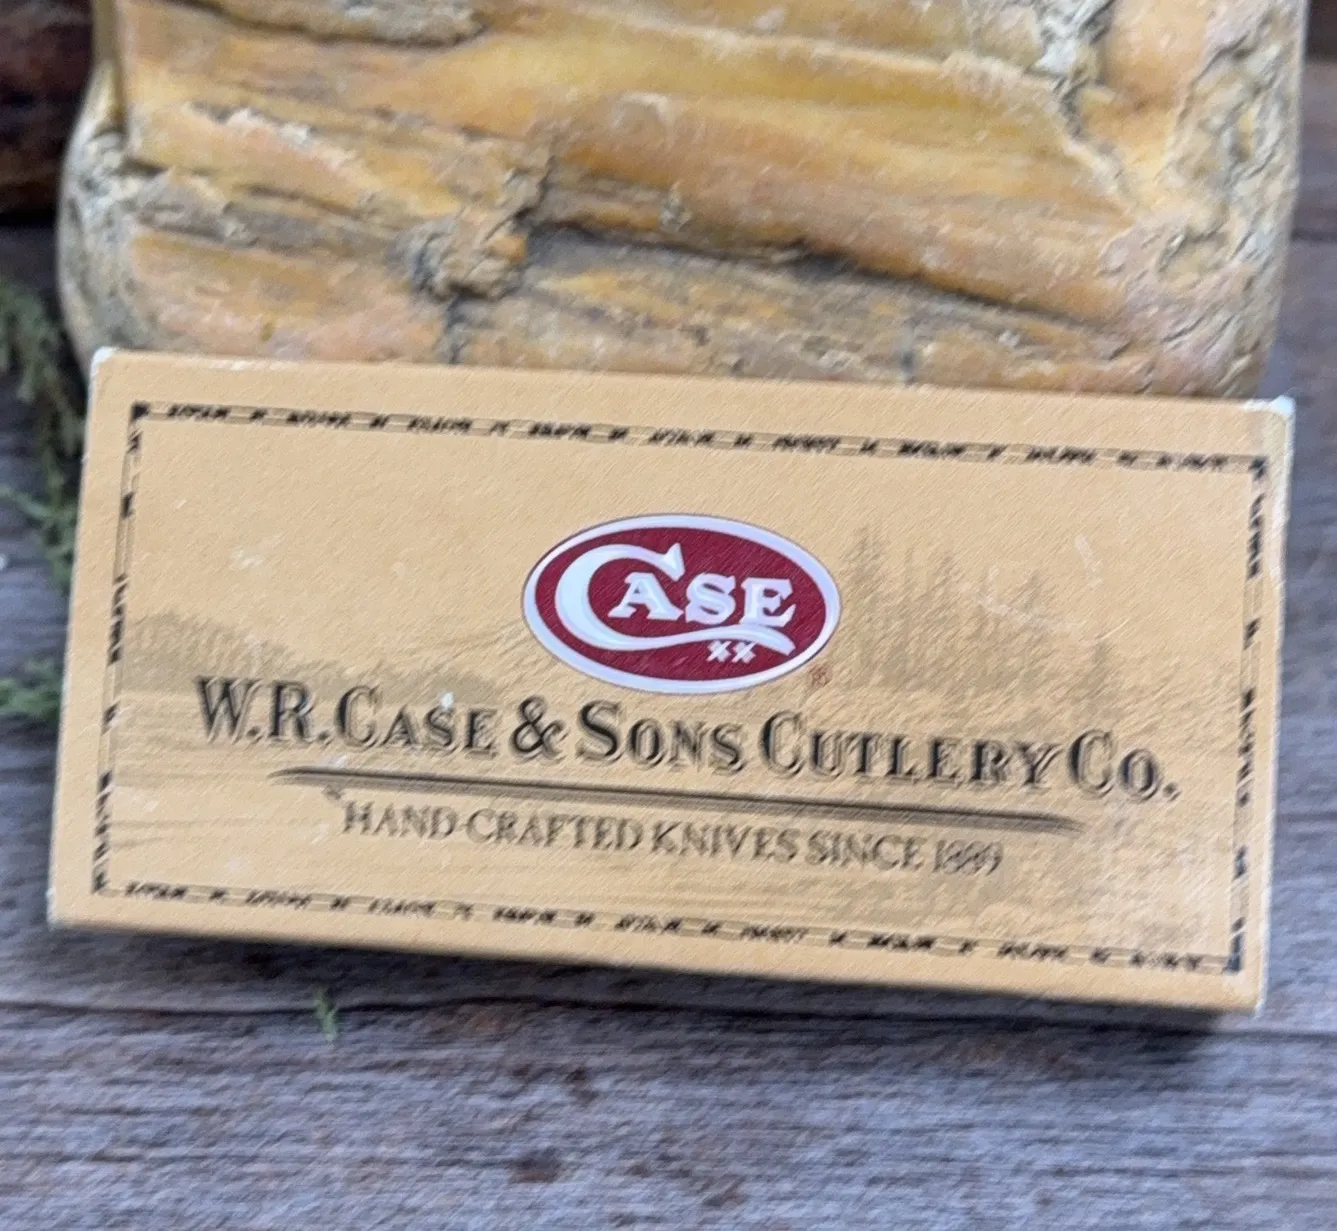 CASE
XX
®
W.R. CASE & SONS CUTLERY CO.
HAND-CRAFTED KNIVES SINCE 1889